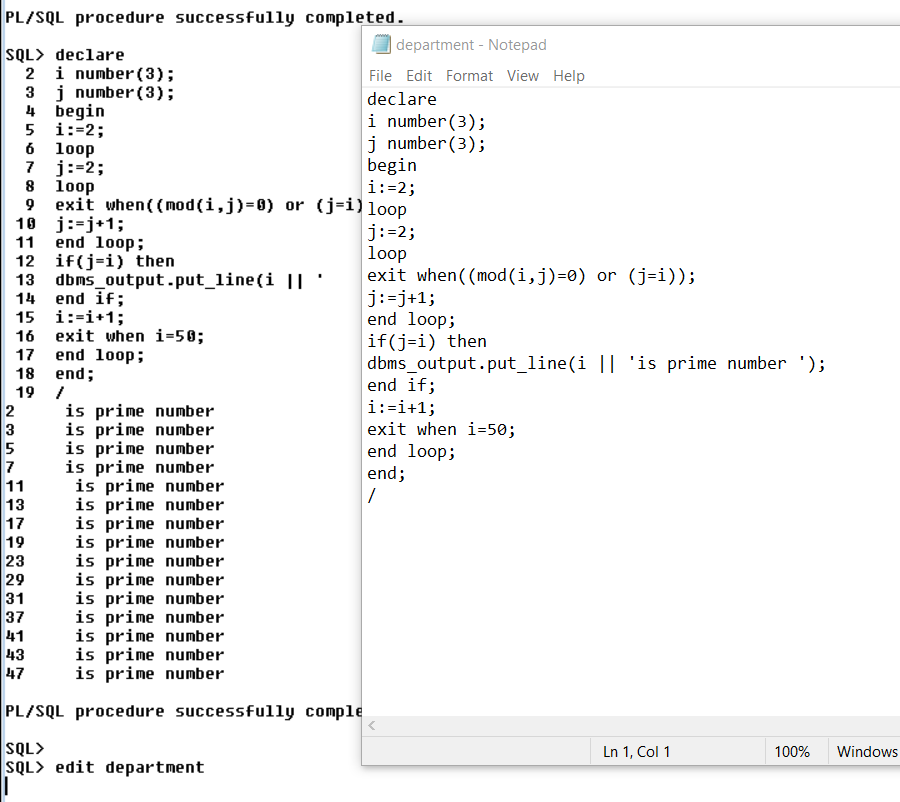 PL/SQL procedure successfully completed.
SQL> declare
  2  i number(3);
  3  j number(3);
  4  begin
  5  i:=2;
  6  loop
  7  j:=2;
  8  loop
  9  exit when((mod(i,j)=0) or (j=i)
 10  j:=j+1;
 11  end loop;
 12  if(j=i) then
 13  dbms_output.put_line(i || '
 14  end if;
 15  i:=i+1;
 16  exit when i=50;
 17  end loop;
 18  end;
 19  /
2     is prime number
3     is prime number
5     is prime number
7     is prime number
11     is prime number
13     is prime number
17     is prime number
19     is prime number
23     is prime number
29     is prime number
31     is prime number
37     is prime number
41     is prime number
43     is prime number
47     is prime number
PL/SQL procedure successfully comple
SQL>
SQL> edit department
department - Notepad
File Edit Format View Help
declare
i number(3);
j number(3);
begin
i:=2;
loop
j:=2;
loop
exit when((mod(i,j)=0) or (j=i));
j:=j+1;
end loop;
if(j=i) then
dbms_output.put_line(i || 'is prime number ');
end if;
i:=i+1;
exit when i=50;
end loop;
end;
/
Ln 1, Col 1 100% Windows